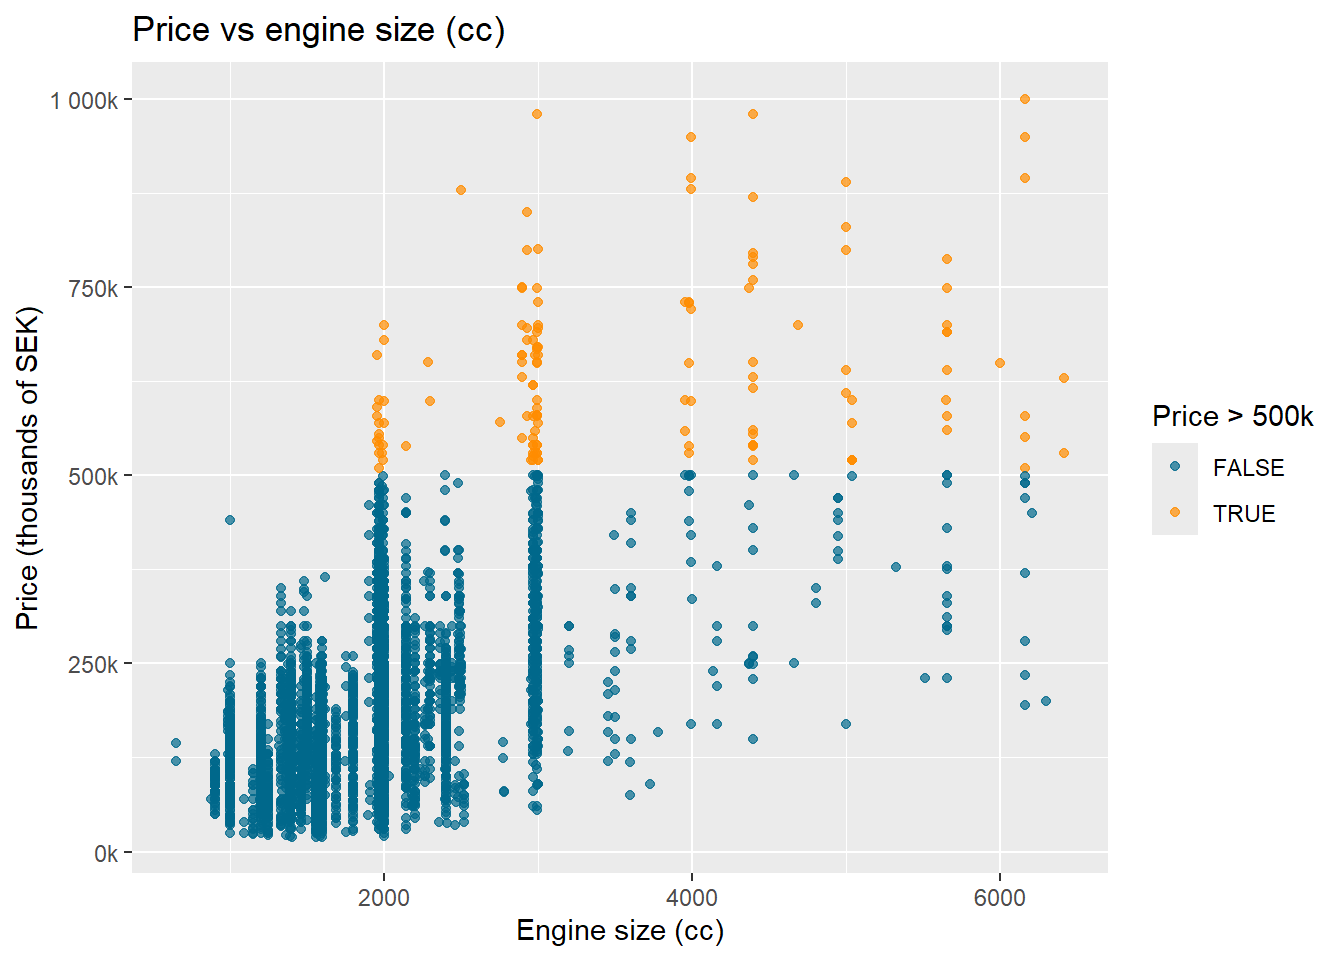 Price vs engine size (cc)
1 000k
750k
500k
250k
0k
Price (thousands of SEK)
2000
4000
6000
Engine size (cc)
Price > 500k
FALSE
TRUE